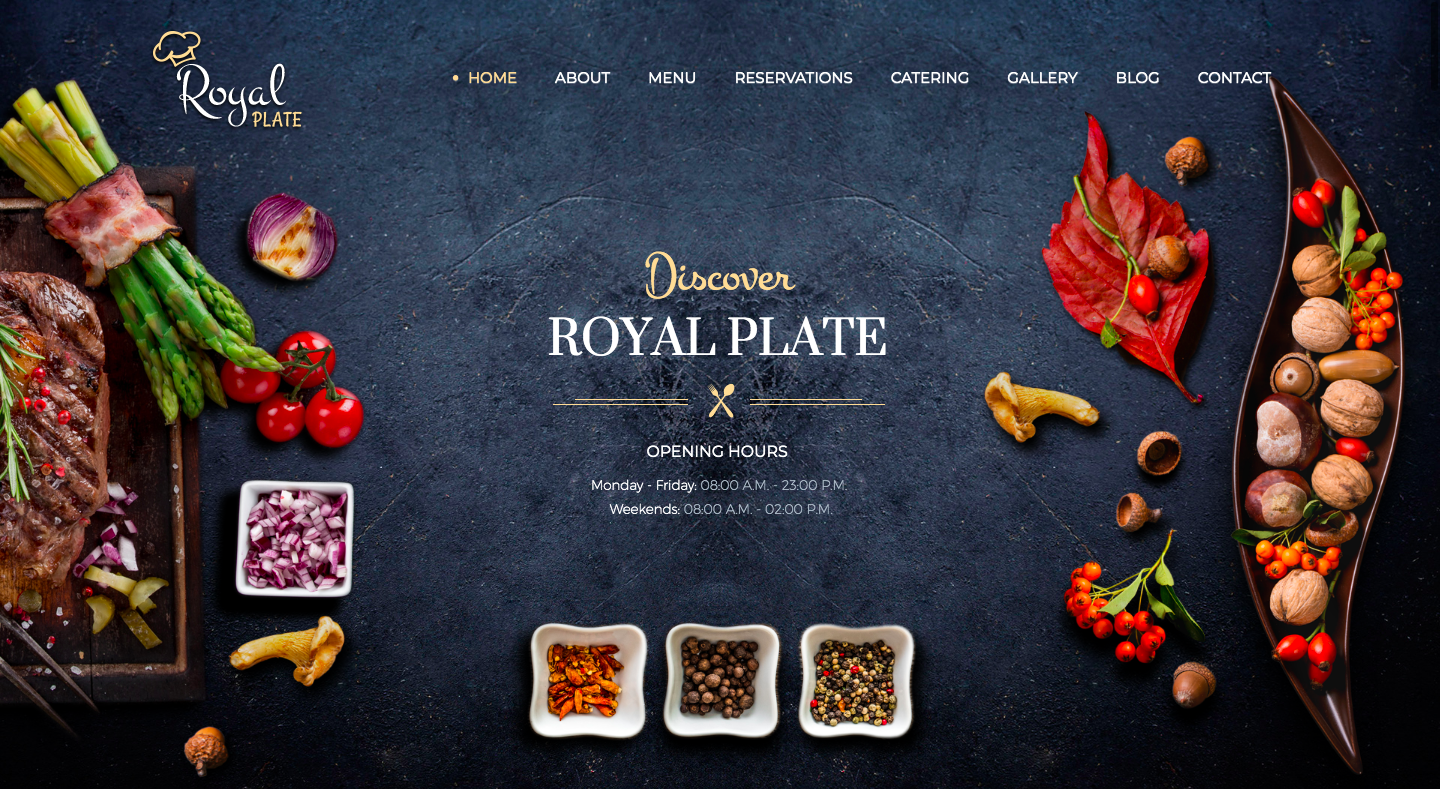 Royal
PLATE
HOME ABOUT MENU RESERVATIONS CATERING GALLERY BLOG CONTACT
Discover
ROYAL PLATE
OPENING HOURS
Monday - Friday: 08:00 A.M. - 23:00 P.M.
Weekends: 08:00 A.M. - 02:00 P.M.